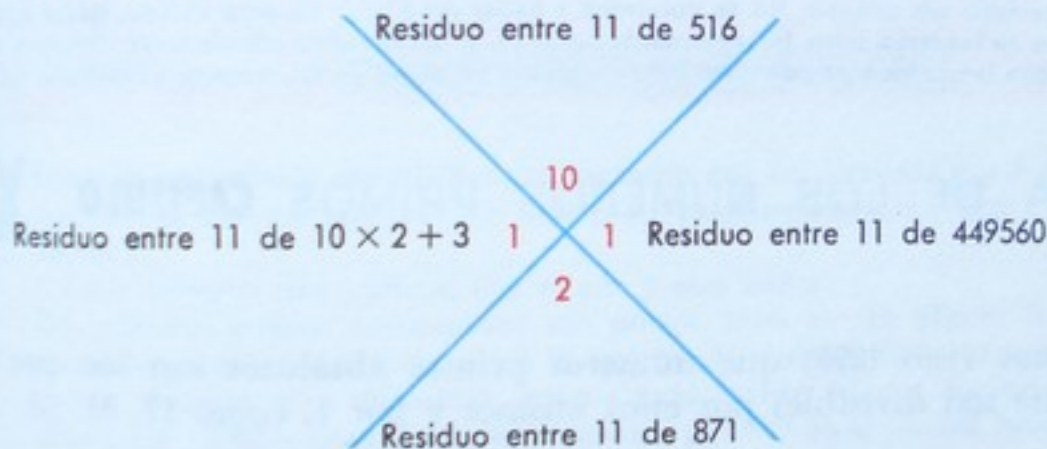 Residuo entre 11 de 516
10
Residuo entre 11 de 10 × 2 + 3 1 1 Residuo entre 11 de 449560
2
Residuo entre 11 de 871